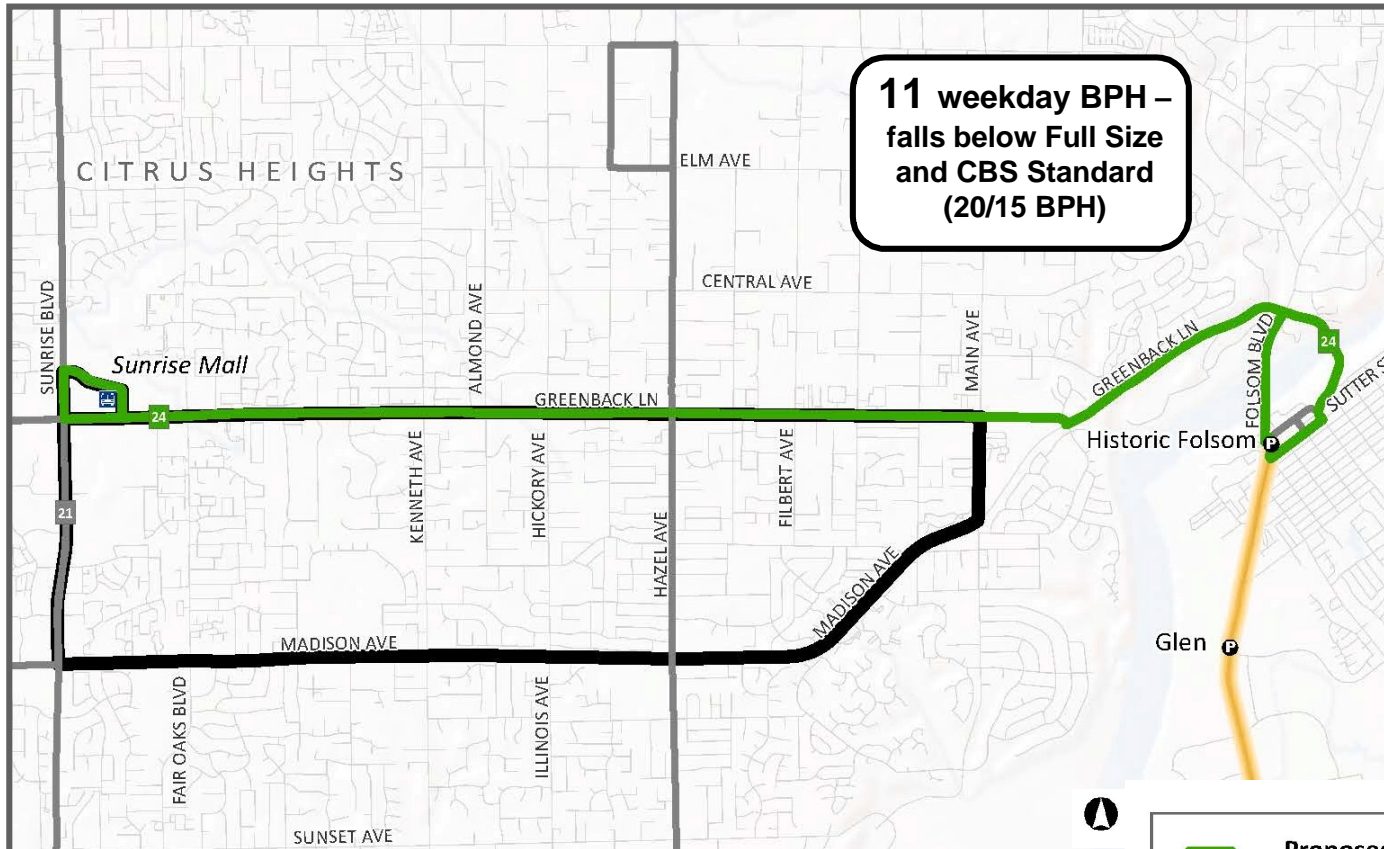 11 weekday BPH –
falls below Full Size
and CBS Standard
(20/15 BPH)
CITRUS HEIGHTS
ELM AVE
CENTRAL AVE
SUNRISE BLVD
Sunrise Mall
ALMOND AVE
MAIN AVE
GREENBACK LN
FOLSOM BLVD
24
SUTTER S
24
GREENBACK LN
Historic Folsom
P
KENNETH AVE
HICKORY AVE
FILBERT AVE
21
HAZEL AVE
MADISON AVE
MADISON AVE
Glen
P
FAIR OAKS BLVD
ILLINOIS AVE
SUNSET AVE